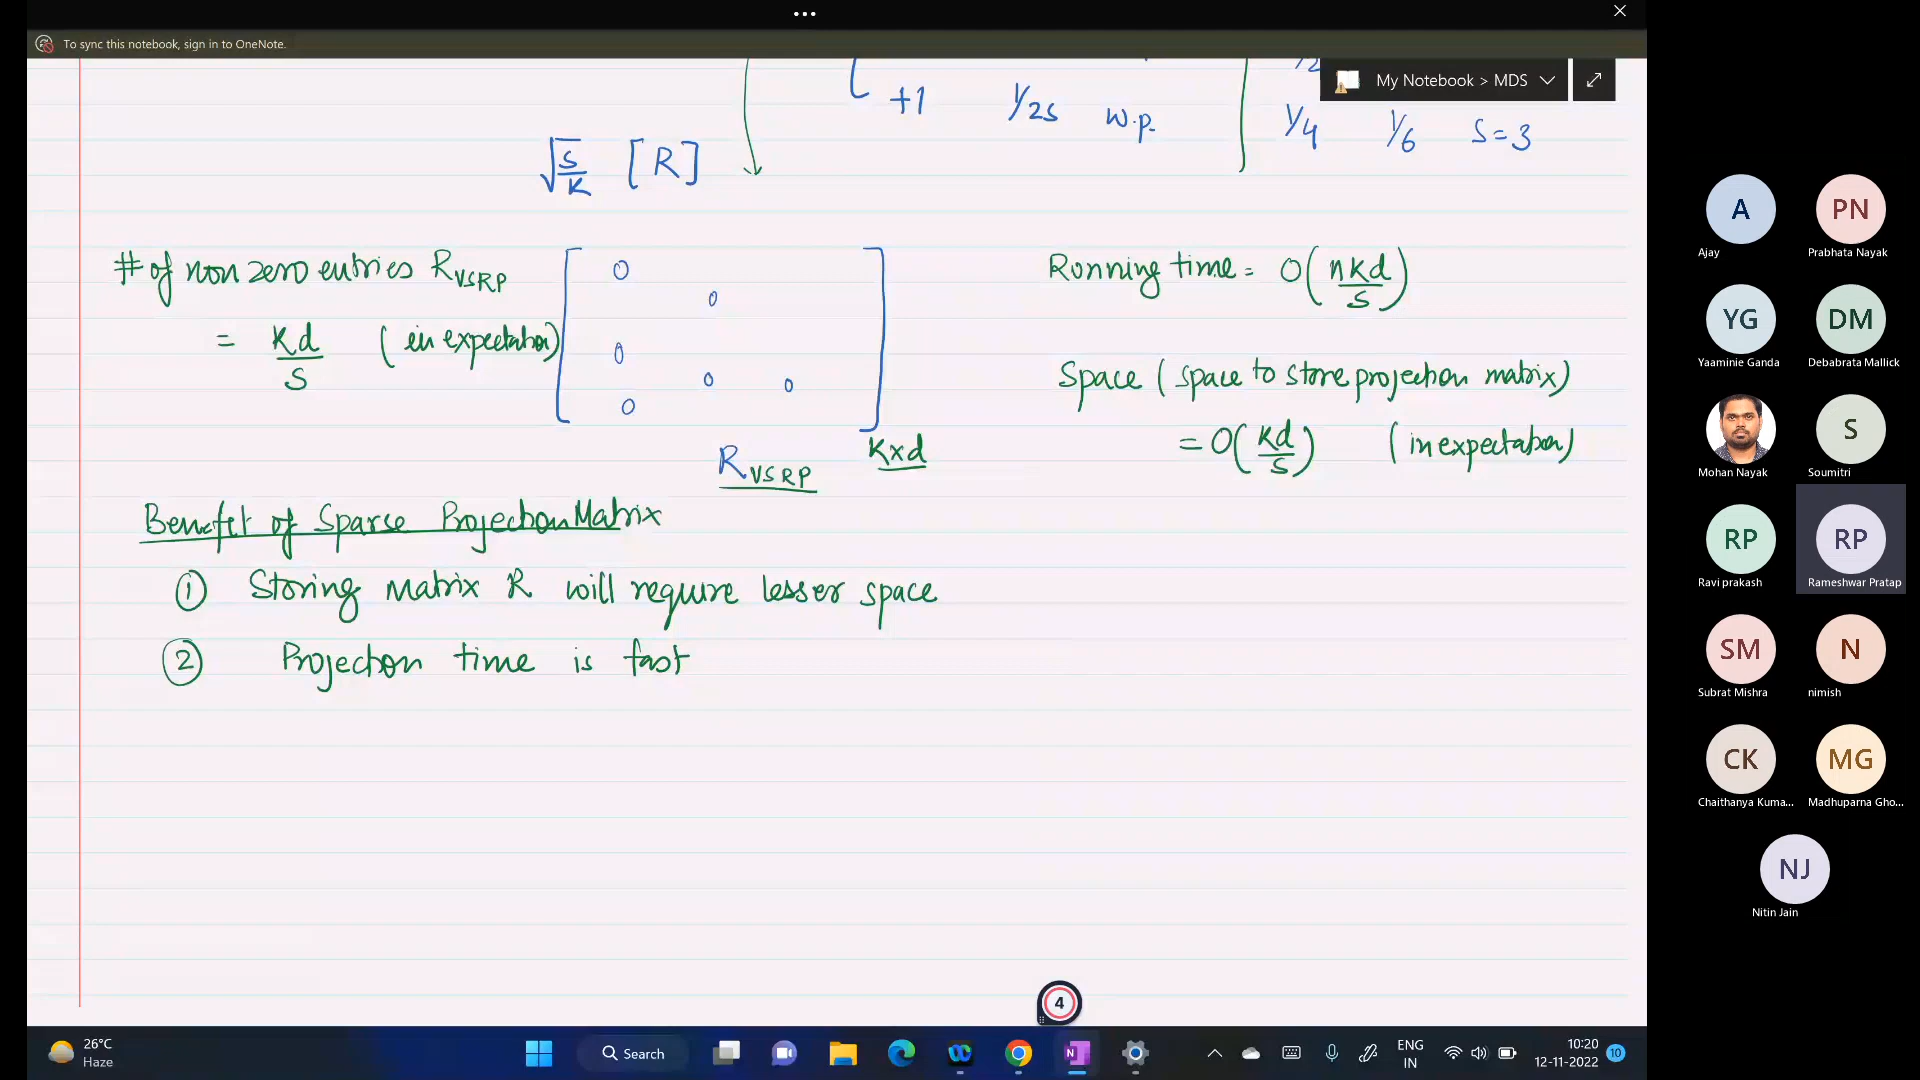 To sync this notebook, sign in to OneNote.
My Notebook > MDS
+1 1/2s w.p.
1/4 1/6 s=3
√(s/k) [R]
# of non zero entries R_VSRP
= kd/s (in expectation)
0
0
0
0 0
0
R_VSRP k×d
Running time = O(nkd/s)
Space (space to store projection matrix)
= O(kd/s) (in expectation)
Benefit of Sparse Projection Matrix
① Storing matrix R will require lesser space
② Projection time is fast
4
A PN
Ajay Prabhata Nayak
YG DM
Yaaminie Ganda Debabrata Mallick
S
Mohan Nayak Soumitri
RP RP
Ravi prakash Rameshwar Pratap
SM N
Subrat Mishra nimish
CK MG
Chaithanya Kuma... Madhuparna Gho...
NJ
Nitin Jain
26°C
Haze
Search
ENG
IN
10:20
12-11-2022
10